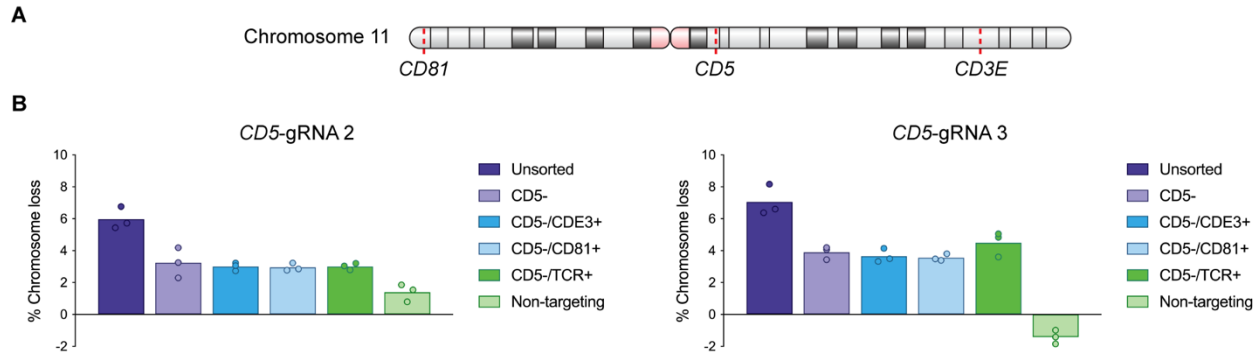 A
Chromosome 11
CD81 CD5 CD3E
B
CD5-gRNA 2
% Chromosome loss
10
8
6
4
2
0
-2
Unsorted
CD5-
CD5-/CDE3+
CD5-/CD81+
CD5-/TCR+
Non-targeting
CD5-gRNA 3
% Chromosome loss
10
8
6
4
2
0
-2
Unsorted
CD5-
CD5-/CDE3+
CD5-/CD81+
CD5-/TCR+
Non-targeting